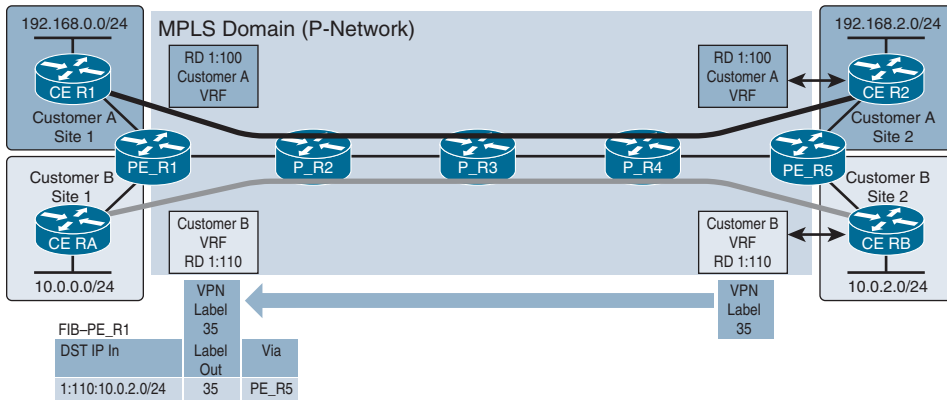 192.168.0.0/24
MPLS Domain (P-Network)
192.168.2.0/24
RD 1:100
Customer A
VRF
RD 1:100
Customer A
VRF
CE R1
CE R2
Customer A
Site 1
Customer A
Site 2
PE_R1
P_R2
P_R3
P_R4
PE_R5
Customer B
Site 1
Customer B
Site 2
CE RA
CE RB
Customer B
VRF
RD 1:110
Customer B
VRF
RD 1:110
10.0.0.0/24
10.0.2.0/24
VPN
Label
35
VPN
Label
35
FIB–PE_R1
DST IP In
Label
Out
Via
1:110:10.0.2.0/24
35
PE_R5